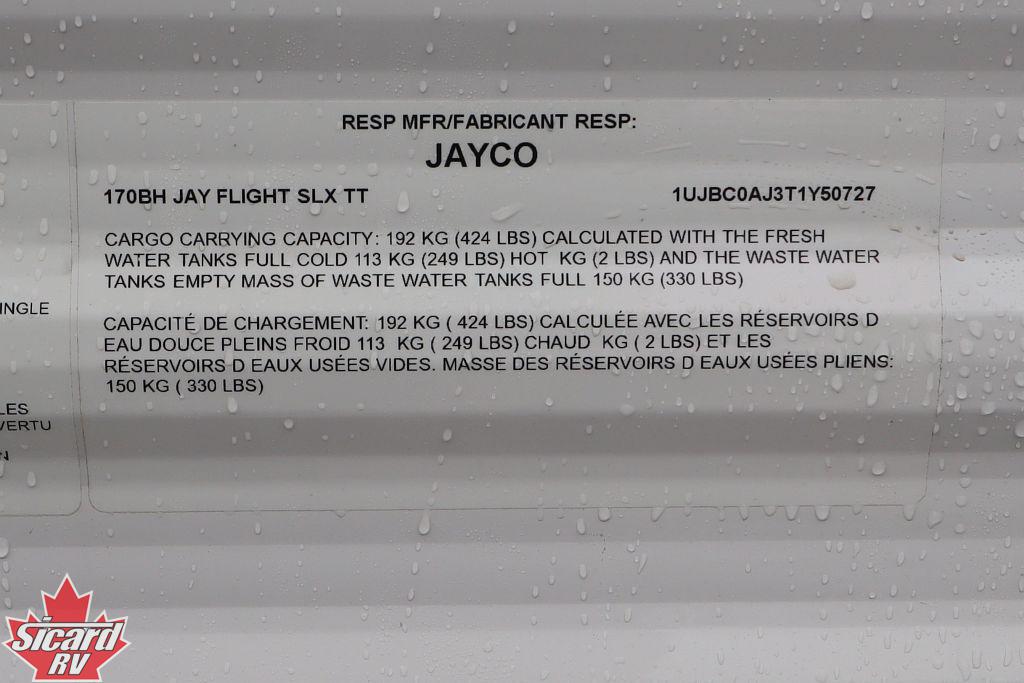 RESP MFR/FABRICANT RESP:
JAYCO
170BH JAY FLIGHT SLX TT 1UJBC0AJ3T1Y50727
CARGO CARRYING CAPACITY: 192 KG (424 LBS) CALCULATED WITH THE FRESH
WATER TANKS FULL COLD 113 KG (249 LBS) HOT KG (2 LBS) AND THE WASTE WATER
TANKS EMPTY MASS OF WASTE WATER TANKS FULL 150 KG (330 LBS)
CAPACITÉ DE CHARGEMENT: 192 KG ( 424 LBS) CALCULÉE AVEC LES RÉSERVOIRS D
EAU DOUCE PLEINS FROID 113 KG ( 249 LBS) CHAUD KG ( 2 LBS) ET LES
RÉSERVOIRS D EAUX USÉES VIDES. MASSE DES RÉSERVOIRS D EAUX USÉES PLIENS:
150 KG ( 330 LBS)
INGLE
LES
VERTU
Sicard
RV